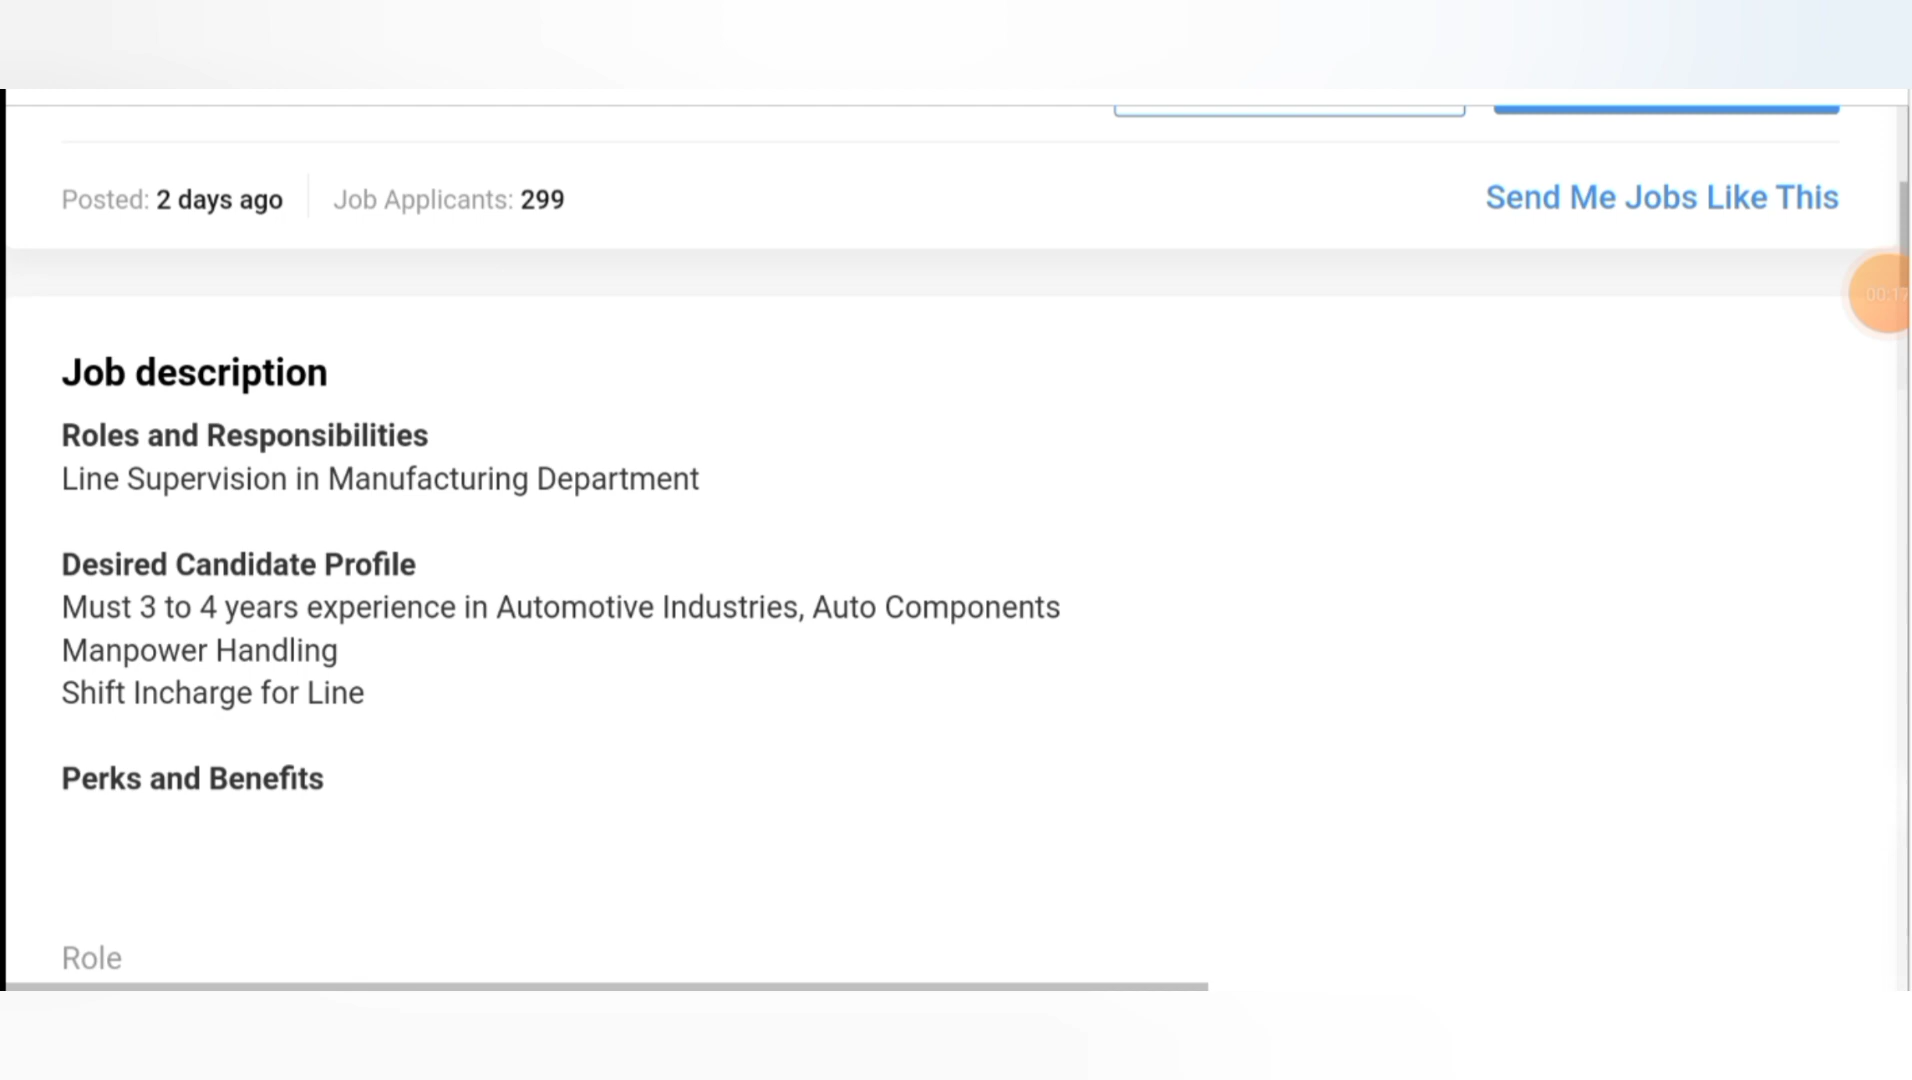 Posted: 2 days ago Job Applicants: 299 Send Me Jobs Like This
00:17
Job description
Roles and Responsibilities
Line Supervision in Manufacturing Department
Desired Candidate Profile
Must 3 to 4 years experience in Automotive Industries, Auto Components
Manpower Handling
Shift Incharge for Line
Perks and Benefits
Role